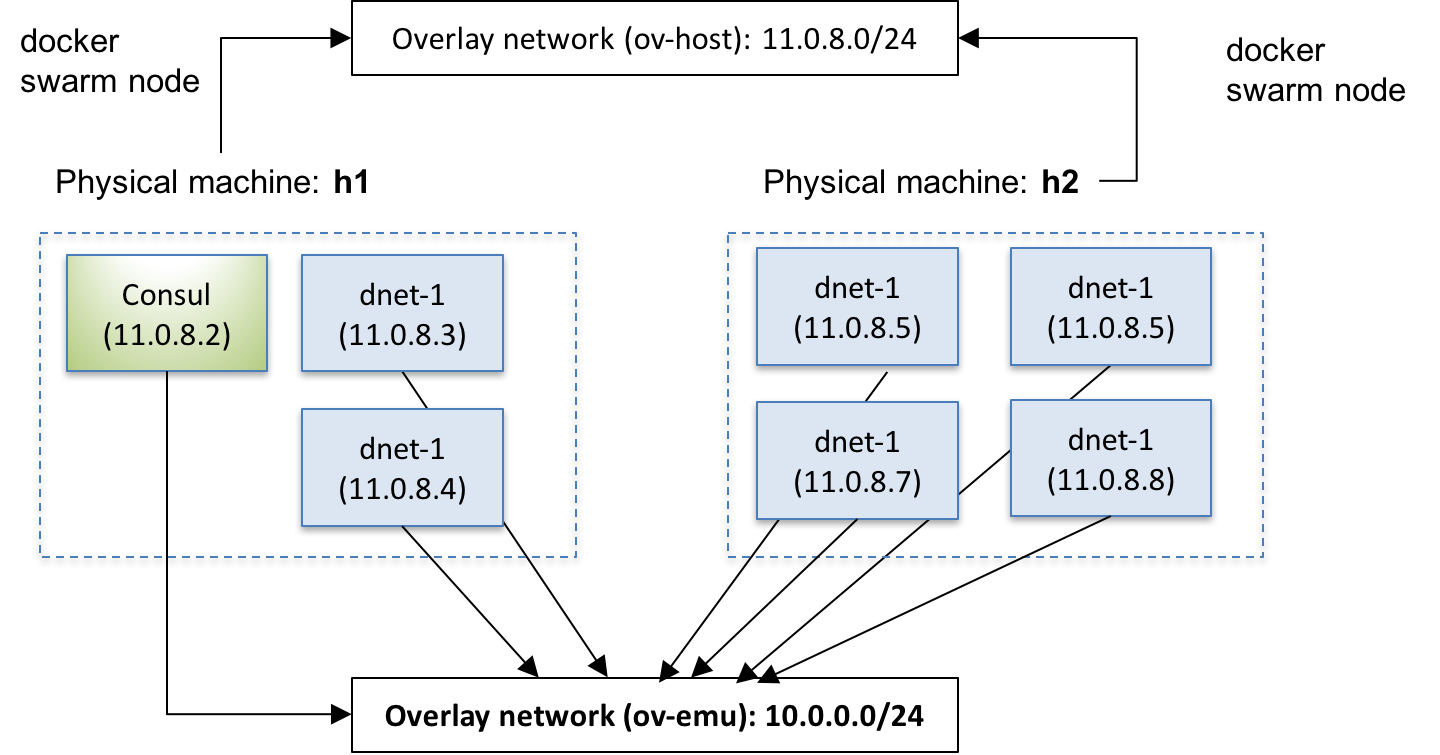 Overlay network (ov-host): 11.0.8.0/24
docker
swarm node
docker
swarm node
Physical machine: h1
Physical machine: h2
Consul
(11.0.8.2)
dnet-1
(11.0.8.3)
dnet-1
(11.0.8.4)
dnet-1
(11.0.8.5)
dnet-1
(11.0.8.5)
dnet-1
(11.0.8.7)
dnet-1
(11.0.8.8)
Overlay network (ov-emu): 10.0.0.0/24